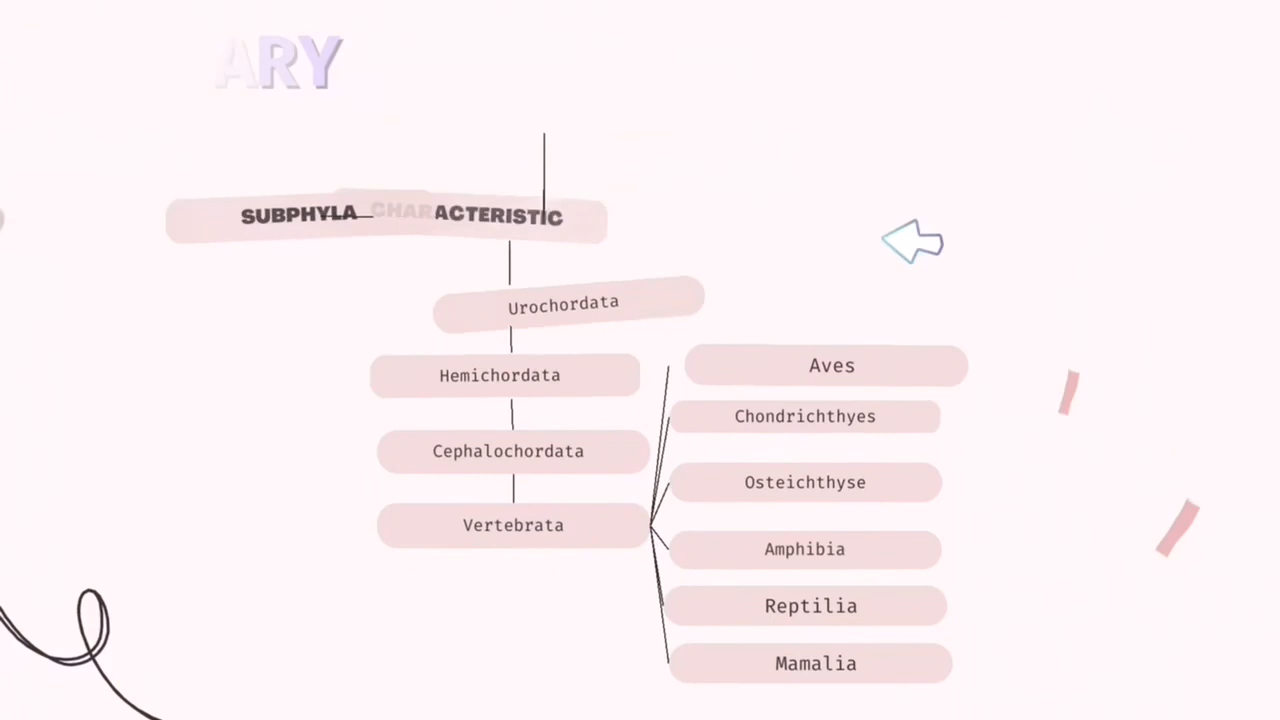 ARY
SUBPHYLA CHARACTERISTIC
Urochordata
Hemichordata
Cephalochordata
Vertebrata
Aves
Chondrichthyes
Osteichthyse
Amphibia
Reptilia
Mamalia